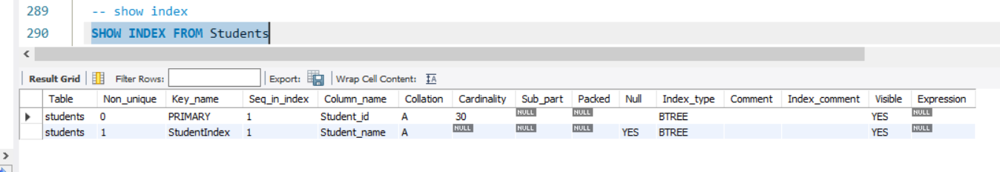 289 -- show index
290 SHOW INDEX FROM Students
Result Grid Filter Rows: Export: Wrap Cell Content: IA
Table Non_unique Key_name Seq_in_index Column_name Collation Cardinality Sub_part Packed Null Index_type Comment Index_comment Visible Expression
students 0 PRIMARY 1 Student_id A 30 NULL NULL BTREE YES NULL
students 1 StudentIndex 1 Student_name A NULL NULL NULL YES BTREE YES NULL